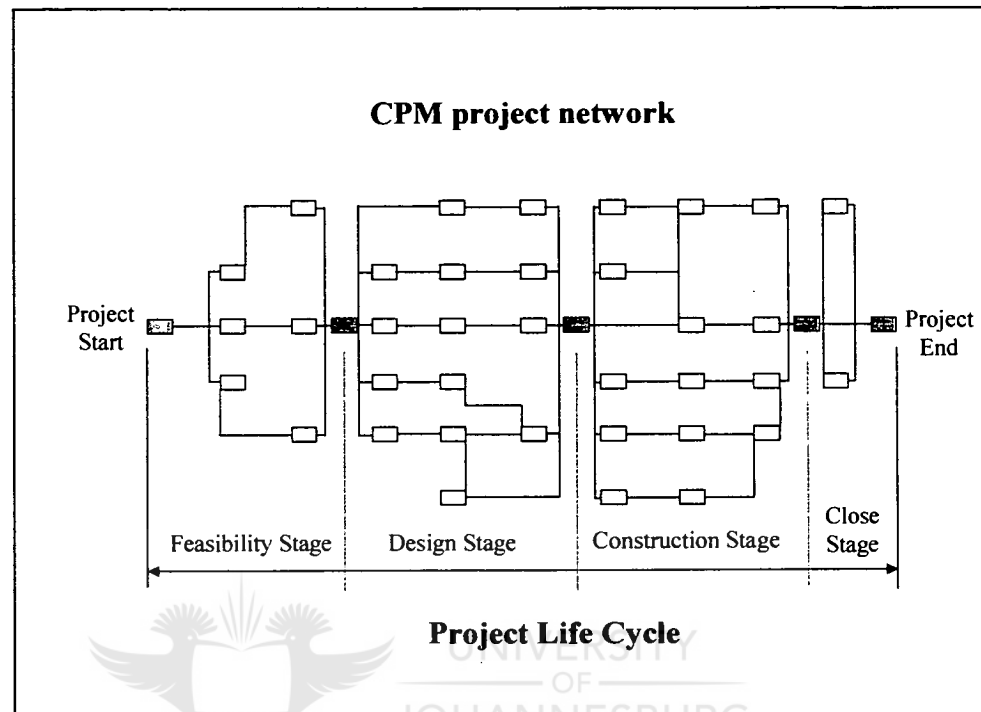 CPM project network
Project
Start
Project
End
Feasibility Stage
Design Stage
Construction Stage
Close
Stage
Project Life Cycle
UNIVERSITY
OF
JOHANNESBURG